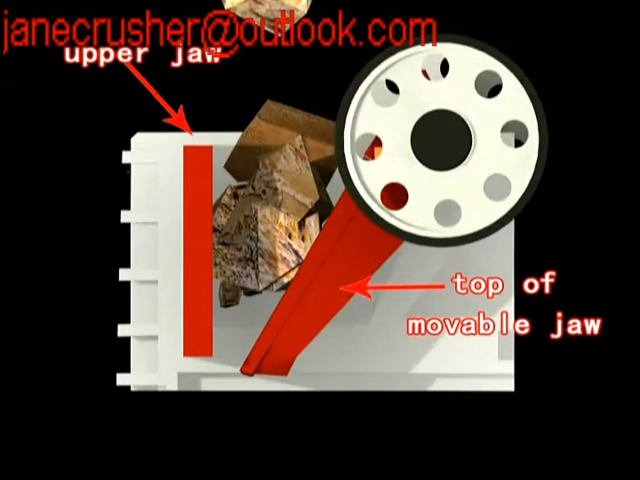 janecrusher@outlook.com
upper jaw
top of
movable jaw